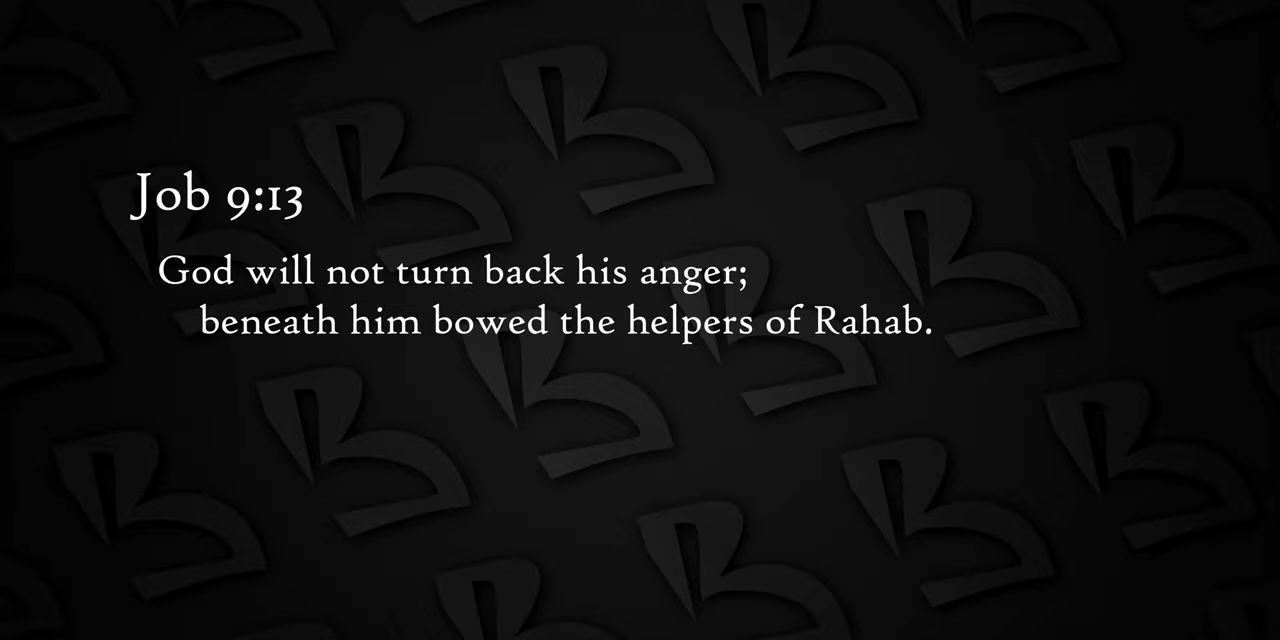 Job 9:13
God will not turn back his anger;
beneath him bowed the helpers of Rahab.